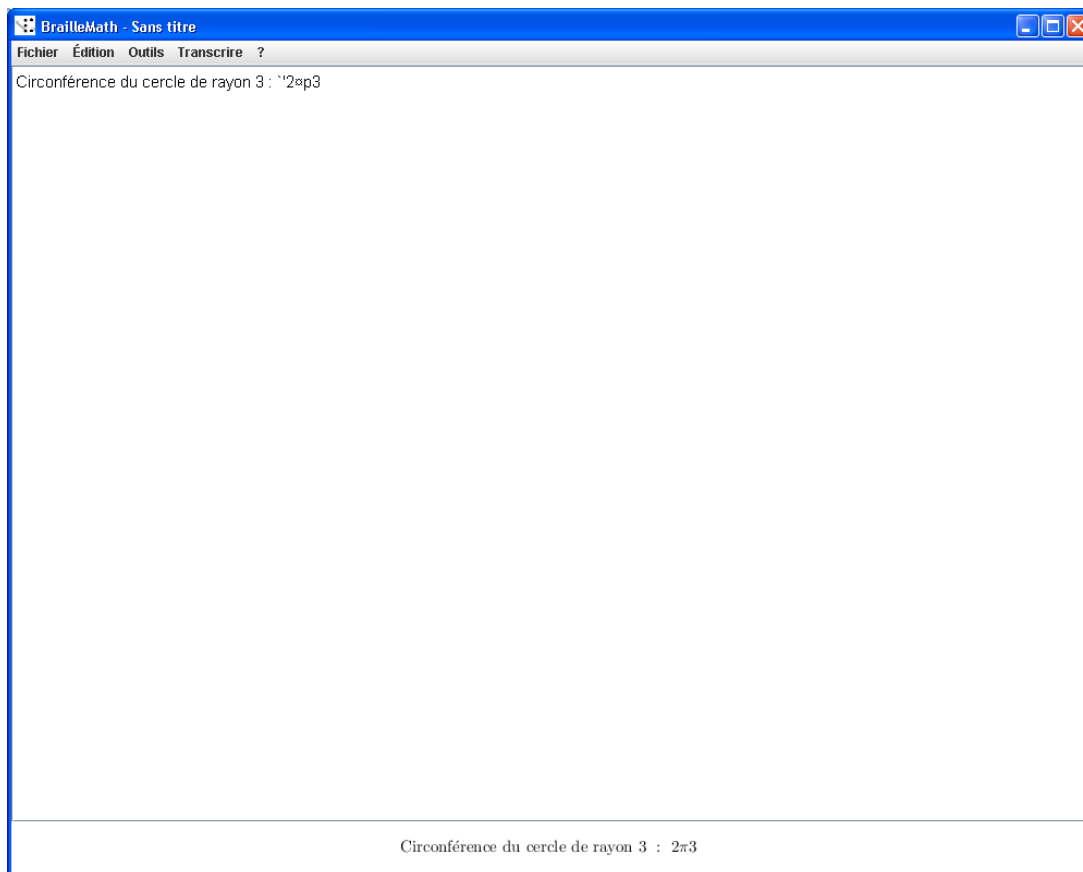 BrailleMath - Sans titre
Fichier Édition Outils Transcrire ?
Circonférence du cercle de rayon 3 : `'2¤p3
Circonférence du cercle de rayon 3 : 2π3